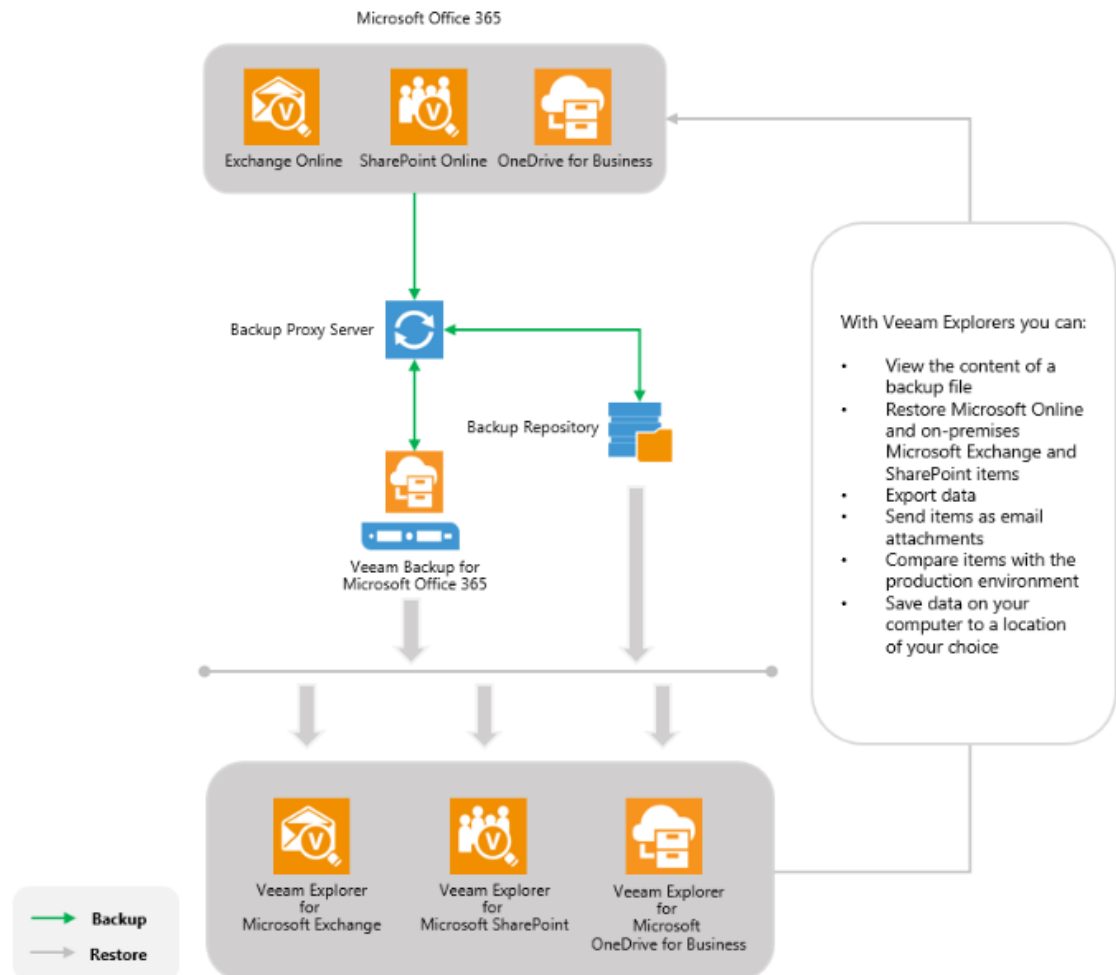 Microsoft Office 365
Exchange Online
SharePoint Online
OneDrive for Business
Backup Proxy Server
Backup Repository
Veeam Backup for
Microsoft Office 365
With Veeam Explorers you can:
• View the content of a
backup file
• Restore Microsoft Online
and on-premises
Microsoft Exchange and
SharePoint items
• Export data
• Send items as email
attachments
• Compare items with the
production environment
• Save data on your
computer to a location
of your choice
V
V
V
V
Veeam Explorer
for
Microsoft Exchange
Veeam Explorer
for
Microsoft SharePoint
Veeam Explorer
for
Microsoft
OneDrive for Business
Backup
Restore